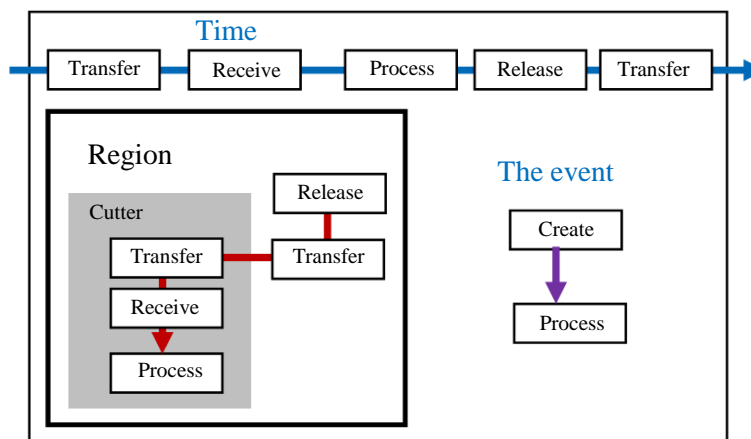 Time
Transfer
Receive
Process
Release
Transfer
Region
The event
Release
Cutter
Create
Transfer
Transfer
Receive
Process
Process